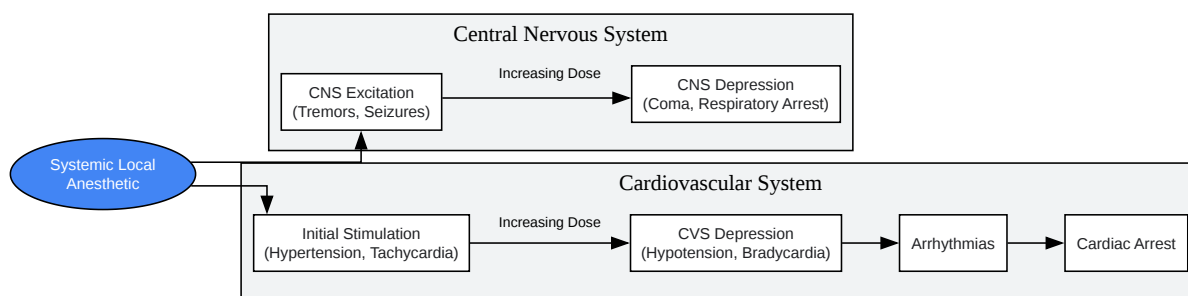 Central Nervous System
Increasing Dose
CNS Excitation
(Tremors, Seizures)
CNS Depression
(Coma, Respiratory Arrest)
Systemic Local
Anesthetic
Cardiovascular System
Increasing Dose
Initial Stimulation
(Hypertension, Tachycardia)
CVS Depression
(Hypotension, Bradycardia)
Arrhythmias
Cardiac Arrest